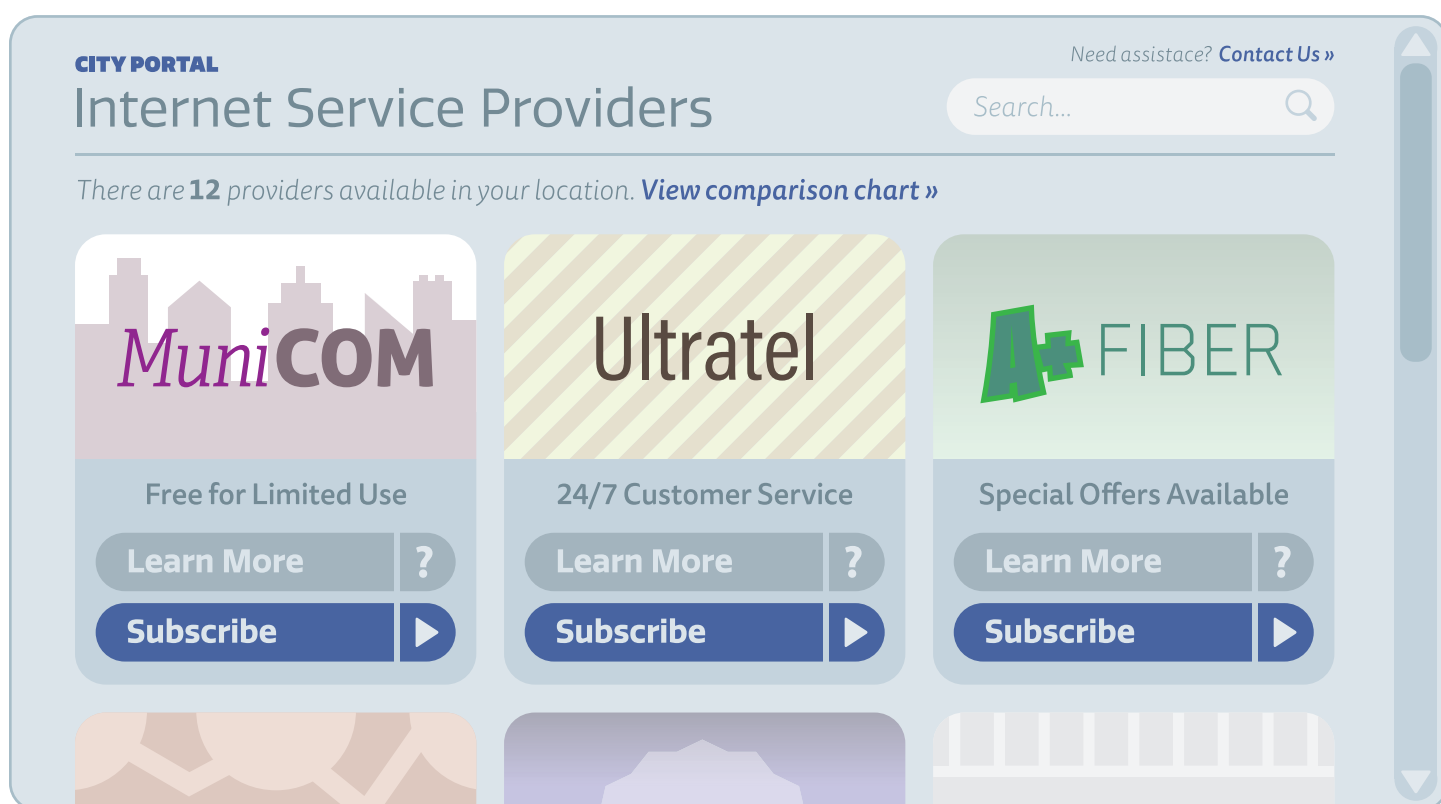 CITY PORTAL
Internet Service Providers
Need assistace? Contact Us »
Search...
There are 12 providers available in your location. View comparison chart »
MuniCOM
Free for Limited Use
Learn More ?
Subscribe
Ultratel
24/7 Customer Service
Learn More ?
Subscribe
A+ FIBER
Special Offers Available
Learn More ?
Subscribe